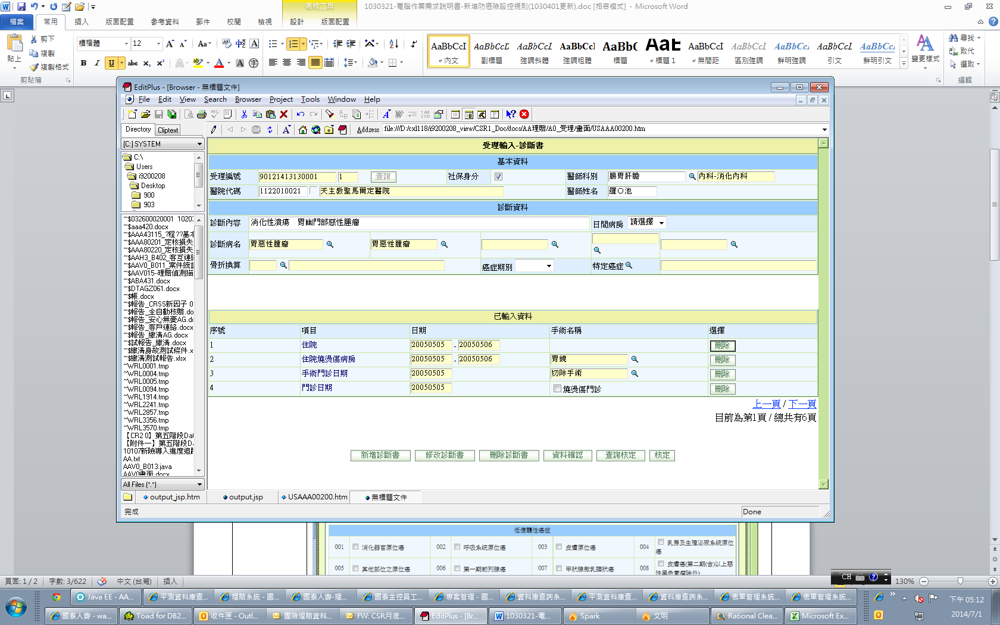 1030321-電腦作業需求說明書-新增防癌險設控規則(1030401更新).doc [相容模式] - Microsoft Word
表格工具
檔案 常用 插入 版面配置 參考資料 郵件 校閱 檢視 設計 版面配置
貼上 剪下 複製 複製格式 剪貼簿
標楷體 12
AaBbCcI AaBbCcD AaBbCcI AaBbCcI AaBbC AaBb AaBbCcI AaBbCcI AaBbCcI AaBbCcI AaBbCcI
內文 副標題 強調斜體 強調粗體 標題 標題 1 無間距 區別強調 鮮明強調 引文 鮮明引文
變更樣式 尋找 取代 選取 編輯
EditPlus - [Browser - 無標題文件]
File Edit View Search Browser Project Tools Window Help
Directory Cliptext
Address file:///D:/cxl118/i9200208_view/CSR1_Doc/docs/AA理賠/A0_受理/畫面/USAAA00200.htm
[C:] SYSTEM
C:\
Users
i9200208
Desktop
900
903
~$032600020001 1020
~$aaa420.docx
~$AAA43115_?程??基本
~$AAA80201_定核損失
~$AAA80220_定核損失
~$AAH3_B402_客互連絡
~$AAV0_B011_案件統計
~$AAV015-理賠偵測描
~$ABA431.docx
~$DTAGZ061.docx
~$帳.docx
~$報告_CRSS新因子 0
~$報告_全自動核賠.do
~$報告_安心無憂AG.do
~$報告_客戶連絡.docx
~$報告_繳清AG.docx
~$試報告_繳清.docx
~$繳清身故測試條件.x
~$繳清測試報告.xlsx
~WRL0001.tmp
~WRL0004.tmp
~WRL0005.tmp
~WRL0094.tmp
~WRL1914.tmp
~WRL2241.tmp
~WRL2857.tmp
~WRL3356.tmp
~WRL3570.tmp
【CR2 0】第五階段Dat
【附件一】第五階段D
10107新險導入進度追蹤
AA.txt
AAV0_B013.java
AAV0畫面.docx
All Files (*.*)
受理輸入-診斷書
基本資料
受理編號 90121413130001 1 查詢 社保身分 醫師科別 腸胃肝膽 內科-消化內科
醫院代碼 1122010021 天主教聖馬爾定醫院 醫師姓名 羅○池
診斷資料
診斷內容 消化性潰瘍 胃幽門部惡性腫瘤 日間病房 請選擇
診斷病名 胃惡性腫瘤 胃惡性腫瘤
骨折換算 癌症期別 特定癌症
已輸入資料
序號 項目 日期 手術名稱 選擇
1 住院 20050505 - 20050506 刪除
2 住院燒燙傷病房 20050505 - 20050506 胃鏡 刪除
3 手術門診日期 20050505 切除手術 刪除
4 門診日期 20050505 燒燙傷門診 刪除
上一頁 / 下一頁
目前為第1頁 / 總共有6頁
新增診斷書 修改診斷書 刪除診斷書 資料確認 查詢核定 核定
output_jsp.htm output.jsp USAAA00200.htm 無標題文件
完成 Done
低侵襲性癌症
001 消化器官原位癌 002 呼吸系統原位癌 003 皮膚原位癌 004 乳房及生殖泌尿系統原位癌
005 其他部位之原位癌 006 第一期前列腺癌 007 甲狀腺微乳頭狀癌 008 皮膚癌(第二期(含)以上惡性黑色素瘤除外)
頁面: 1 / 2 字數: 3/622 中文 (台灣) 插入 CH 130%
Java EE - AA... 平測資料庫查... 理賠系統 - 國... 國泰人壽-理... 國泰金控員工... 專案管理 - 國... 資料庫查詢系... 平測資料庫查... 資料庫查詢系... 表單管理系統... 表單管理系統...
下午 05:12
國泰人壽 - wa... Toad for DB2... 收件匣 - Outl... 團險理賠資料... FW: CSR月底... EditPlus - [Br... 1030321-電... Spark 文明 Rational Clea... Microsoft Ex...
2014/7/1